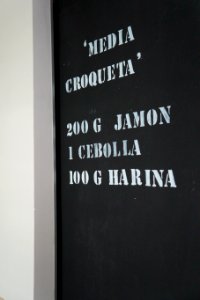 'MEDIA
CROQUETA'
200 G JAMON
1 CEBOLLA
100 G HARINA